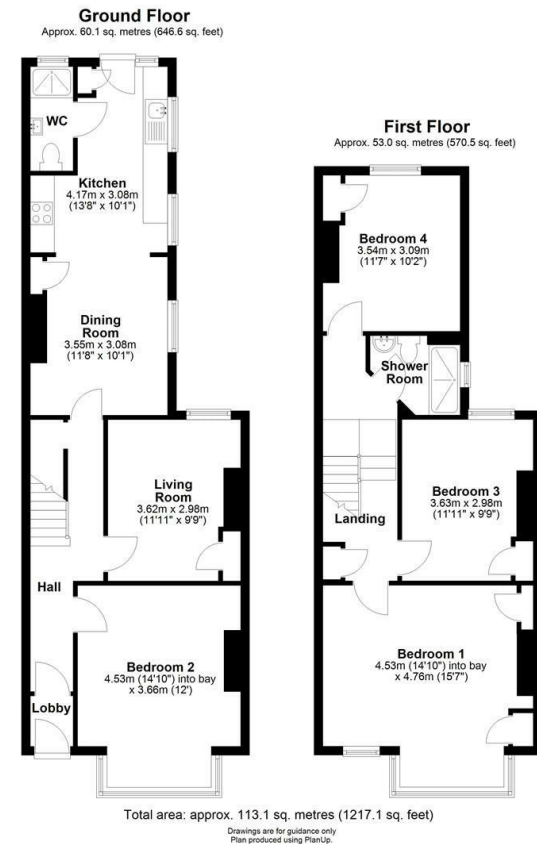 Ground Floor
Approx. 60.1 sq. metres (646.6 sq. feet)
WC
Kitchen
4.17m x 3.08m
(13'8" x 10'1")
Dining
Room
3.55m x 3.08m
(11'8" x 10'1")
Living
Room
3.62m x 2.98m
(11'11" x 9'9")
Hall
Bedroom 2
4.53m (14'10") into bay
x 3.66m (12')
Lobby
First Floor
Approx. 53.0 sq. metres (570.5 sq. feet)
Bedroom 4
3.54m x 3.09m
(11'7" x 10'2")
Shower
Room
Bedroom 3
3.63m x 2.98m
(11'11" x 9'9")
Landing
Bedroom 1
4.53m (14'10") into bay
x 4.76m (15'7")
Total area: approx. 113.1 sq. metres (1217.1 sq. feet)
Drawings are for guidance only
Plan produced using PlanUp.